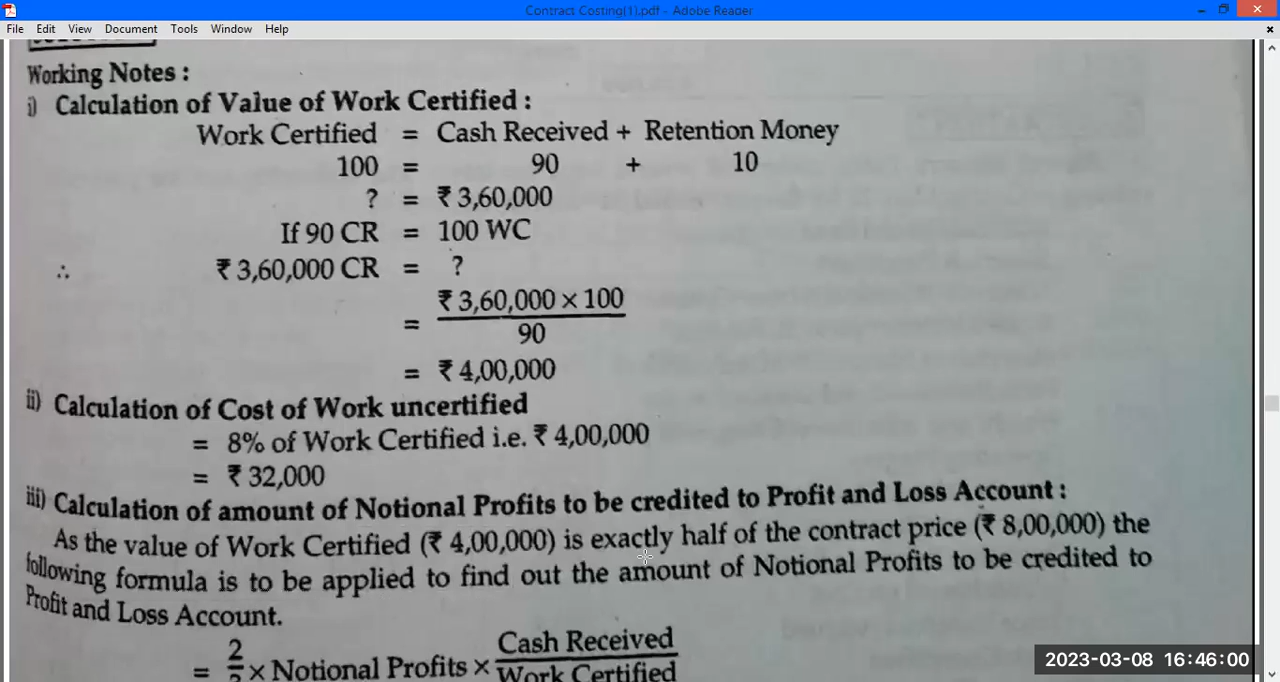 Contract Costing(1).pdf - Adobe Reader
File Edit View Document Tools Window Help
Working Notes :
i) Calculation of Value of Work Certified :
Work Certified = Cash Received + Retention Money
100 = 90 + 10
? = ₹ 3,60,000
If 90 CR = 100 WC
∴ ₹ 3,60,000 CR = ?
= ₹ 3,60,000 × 100
90
= ₹ 4,00,000
ii) Calculation of Cost of Work uncertified
= 8% of Work Certified i.e. ₹ 4,00,000
= ₹ 32,000
iii) Calculation of amount of Notional Profits to be credited to Profit and Loss Account :
As the value of Work Certified (₹ 4,00,000) is exactly half of the contract price (₹ 8,00,000) the
following formula is to be applied to find out the amount of Notional Profits to be credited to
Profit and Loss Account.
= 2 × Notional Profits × Cash Received
Work Certified
2023-03-08 16:46:00